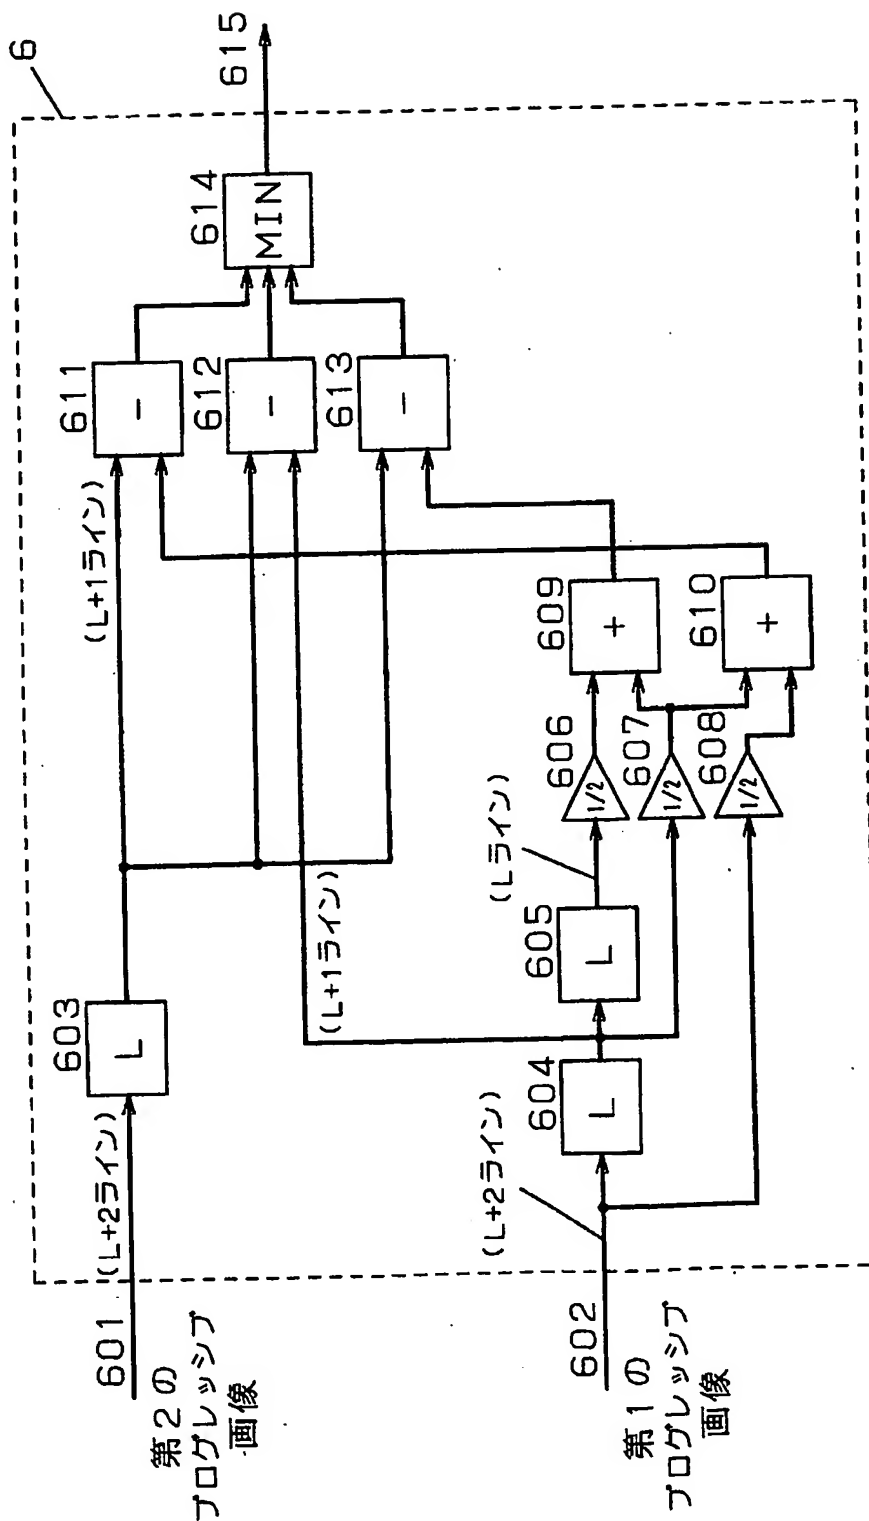 6
601
第2の
プログレッシブ
画像
(L+2ライン)
603
L
(L+1ライン)
611
−
612
−
613
−
614
MIN
615
(L+1ライン)
602
第1の
プログレッシブ
画像
(L+2ライン)
604
L
605
L
(Lライン)
606
1/2
607
1/2
608
1/2
609
+
610
+